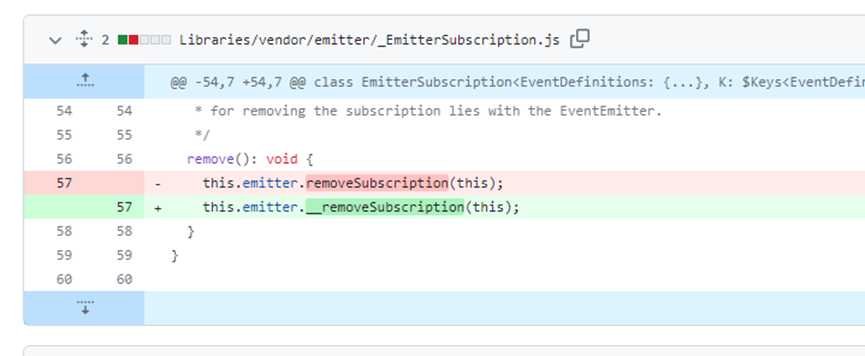 2 Libraries/vendor/emitter/_EmitterSubscription.js
@@ -54,7 +54,7 @@ class EmitterSubscription<EventDefinitions: {...}, K: $Keys<EventDefin
54 54 * for removing the subscription lies with the EventEmitter.
55 55 */
56 56 remove(): void {
57 - this.emitter.removeSubscription(this);
57 + this.emitter.__removeSubscription(this);
58 58 }
59 59 }
60 60